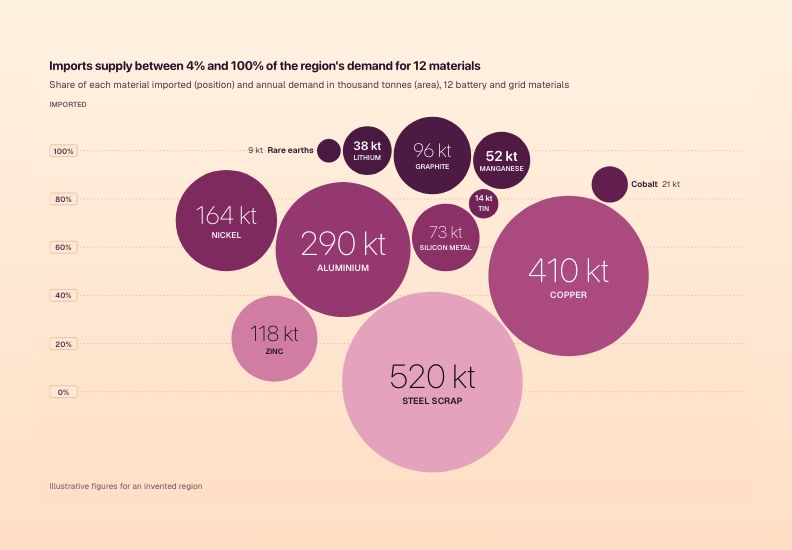 Imports supply between 4% and 100% of the region's demand for 12 materials
Share of each material imported (position) and annual demand in thousand tonnes (area), 12 battery and grid materials
IMPORTED
100%
9 kt Rare earths
38 kt
LITHIUM
96 kt
GRAPHITE
52 kt
MANGANESE
Cobalt 21 kt
80%
14 kt
TIN
164 kt
NICKEL
290 kt
ALUMINIUM
73 kt
SILICON METAL
60%
410 kt
COPPER
40%
118 kt
ZINC
20%
520 kt
STEEL SCRAP
0%
Illustrative figures for an invented region